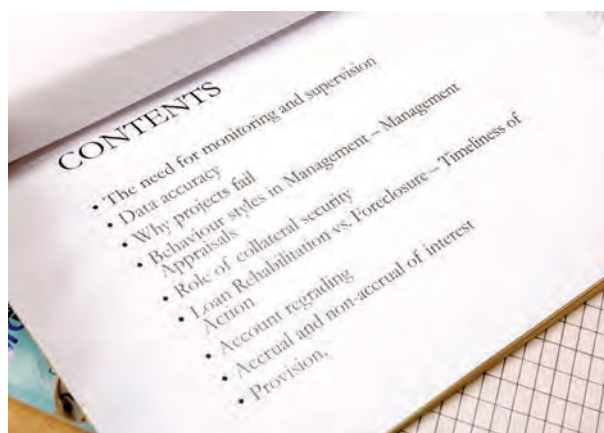 CONTENTS
• The need for monitoring and supervision
• Data accuracy
• Why projects fail
• Behaviour styles in Management – Management
Appraisals
• Role of collateral security
• Loan Rehabilitation vs. Foreclosure – Timeliness of
Action
• Account regrading
• Accrual and non-accrual of interest
• Provision.